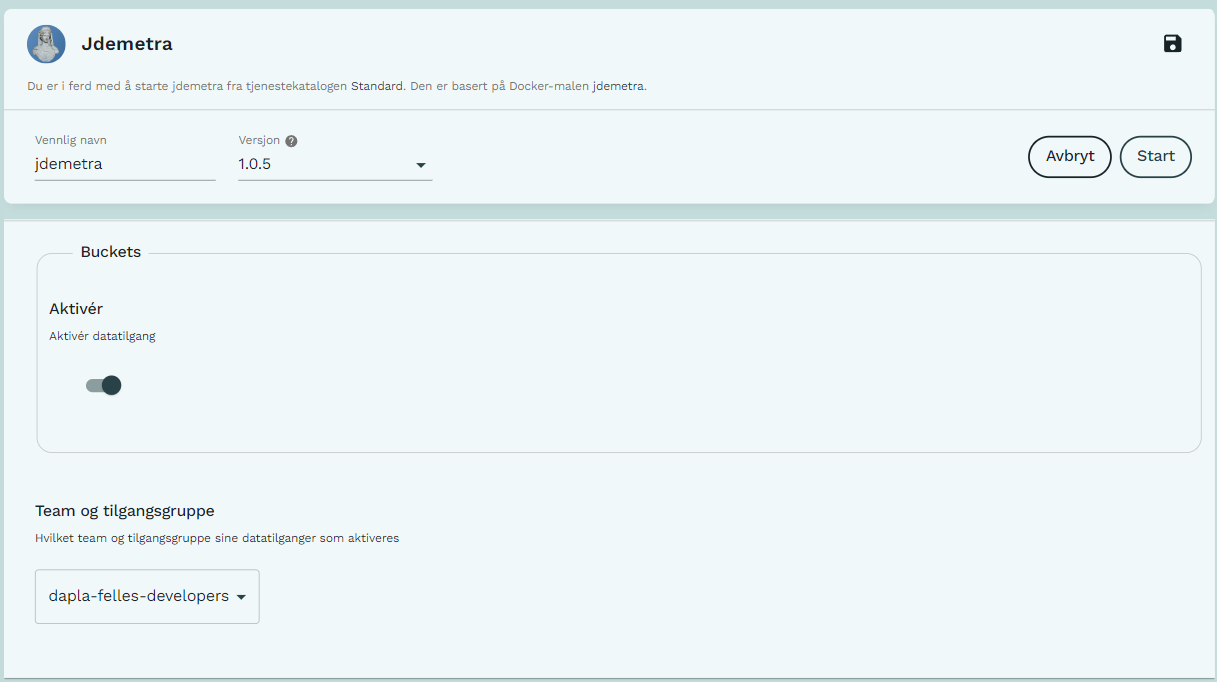 Jdemetra
Du er i ferd med å starte jdemetra fra tjenestekatalogen Standard. Den er basert på Docker-malen jdemetra.
Vennlig navn
Versjon ?
jdemetra
1.0.5
Avbryt
Start
Buckets
Aktivér
Aktivér datatilgang
Team og tilgangsgruppe
Hvilket team og tilgangsgruppe sine datatilganger som aktiveres
dapla-felles-developers